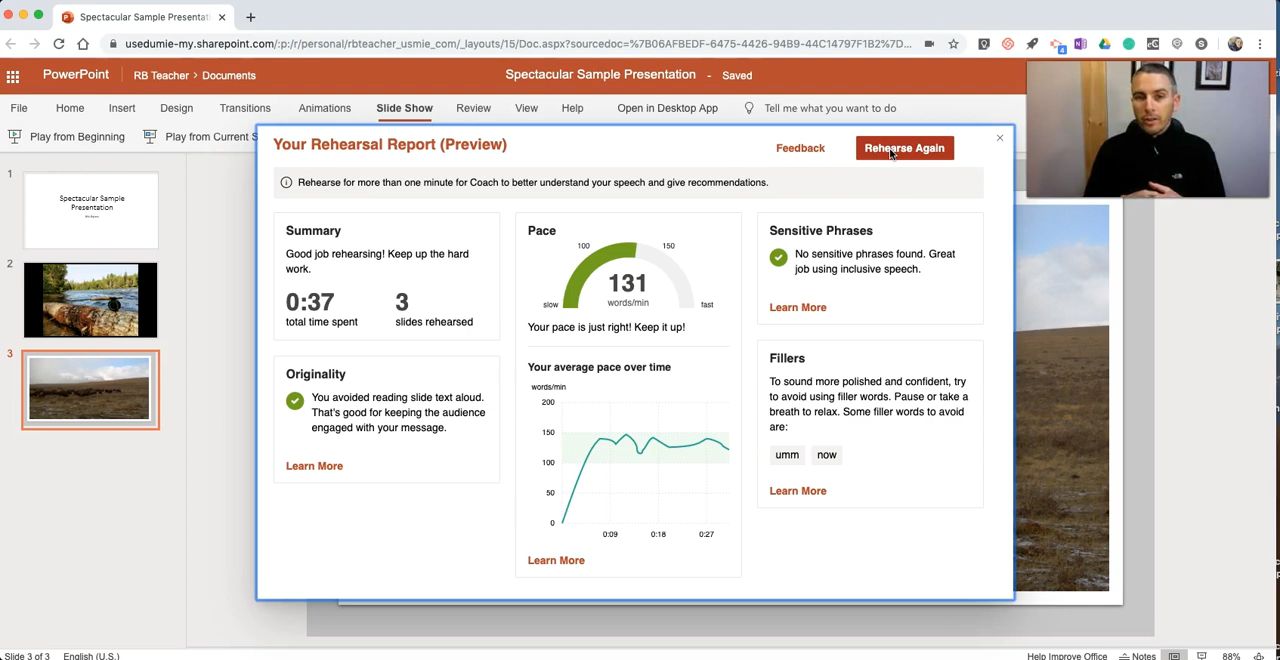 Spectacular Sample Presentati
usedumie-my.sharepoint.com/:p:/r/personal/rbteacher_usmie_com/_layouts/15/Doc.aspx?sourcedoc=%7B06AFBEDF-6475-4426-94B9-44C14797F1B2%7D...
PowerPoint
RB Teacher > Documents
Spectacular Sample Presentation - Saved
File Home Insert Design Transitions Animations Slide Show Review View Help Open in Desktop App Tell me what you want to do
Play from Beginning Play from Current S
1
Spectacular Sample
Presentation
2
3
Your Rehearsal Report (Preview)
Feedback
Rehearse Again
Rehearse for more than one minute for Coach to better understand your speech and give recommendations.
Summary
Good job rehearsing! Keep up the hard
work.
0:37 3
total time spent slides rehearsed
Originality
You avoided reading slide text aloud.
That's good for keeping the audience
engaged with your message.
Learn More
Pace
100 150
131
words/min
slow fast
Your pace is just right! Keep it up!
Your average pace over time
words/min
200
150
100
50
0
0:09 0:18 0:27
Learn More
Sensitive Phrases
No sensitive phrases found. Great
job using inclusive speech.
Learn More
Fillers
To sound more polished and confident, try
to avoid using filler words. Pause or take a
breath to relax. Some filler words to avoid
are:
umm now
Learn More
Slide 3 of 3 English (U.S.)
Help Improve Office Notes 88%